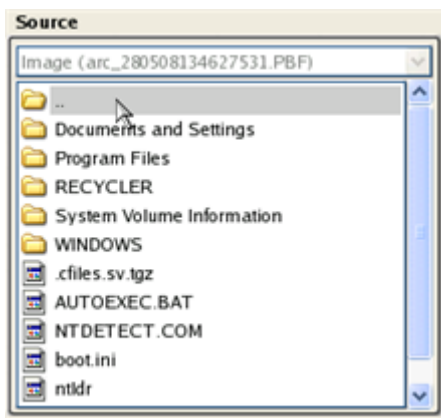 Source
Image (arc_280508134627531.PBF)
..
Documents and Settings
Program Files
RECYCLER
System Volume Information
WINDOWS
.cfiles.sv.tgz
AUTOEXEC.BAT
NTDETECT.COM
boot.ini
ntldr